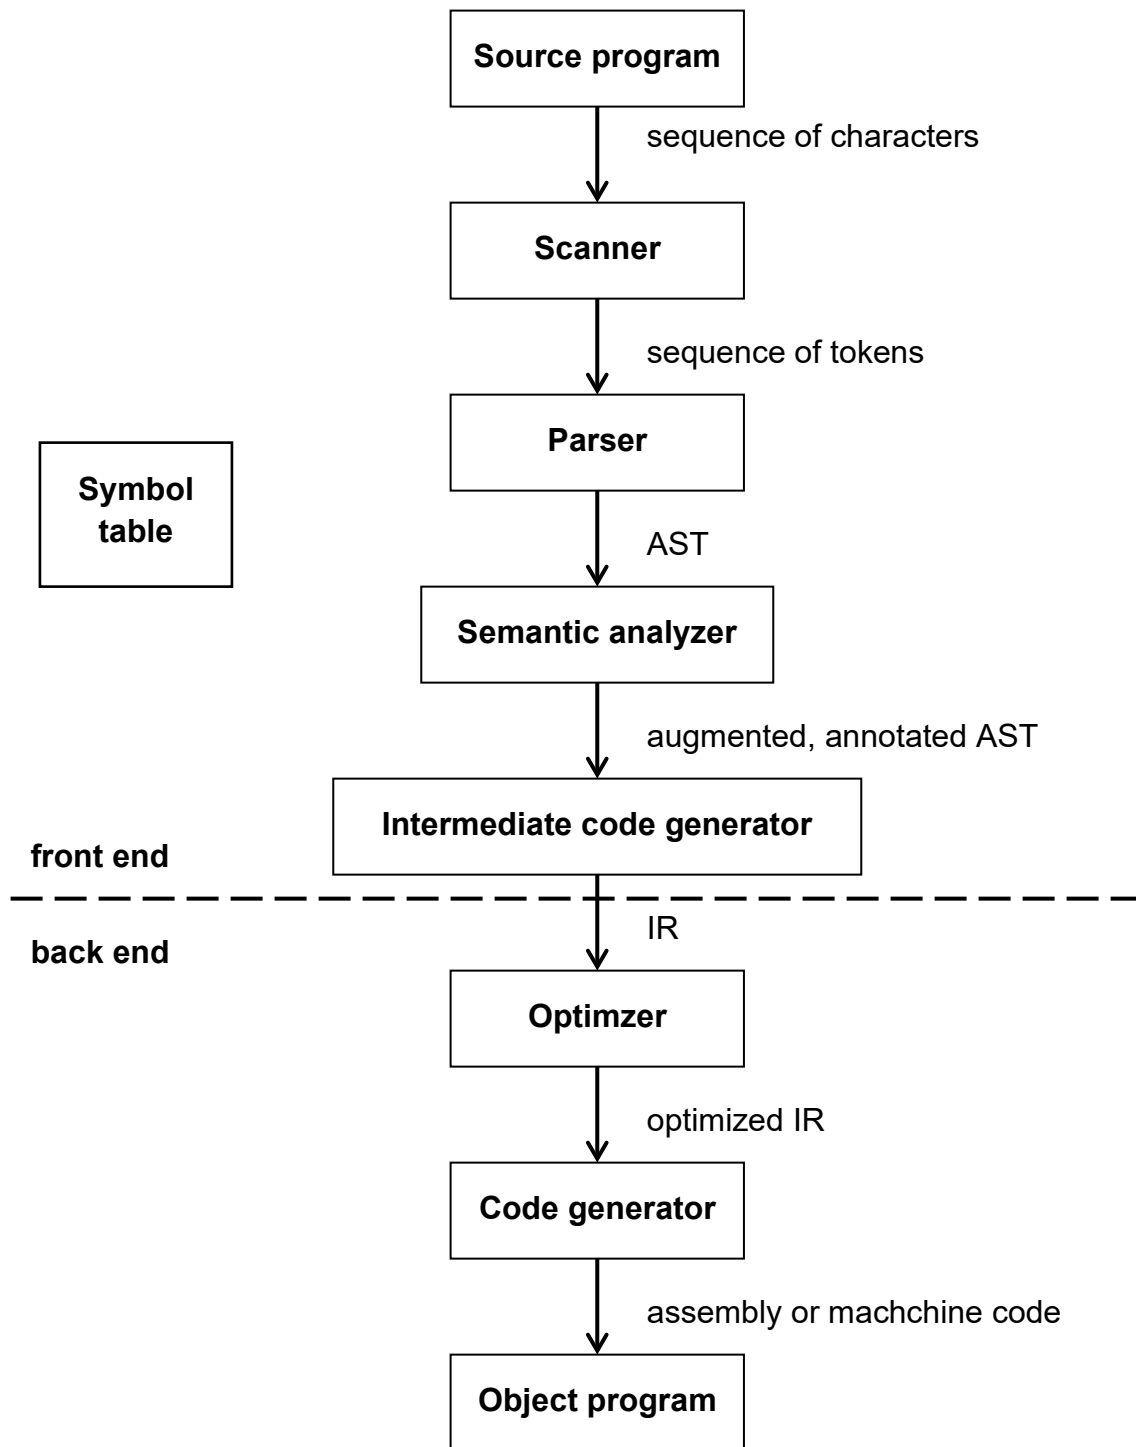 Source program
sequence of characters
Scanner
sequence of tokens
Parser
Symbol
table
AST
Semantic analyzer
augmented, annotated AST
Intermediate code generator
front end
IR
back end
Optimzer
optimized IR
Code generator
assembly or machchine code
Object program